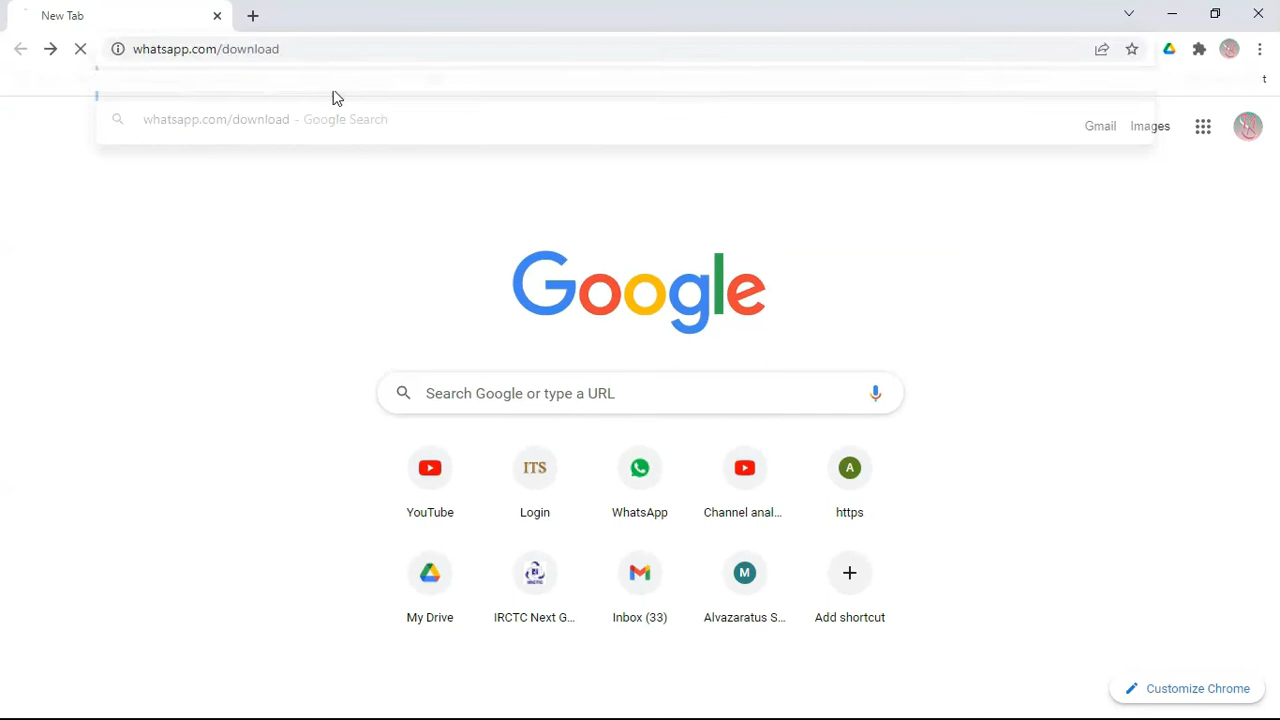 New Tab
whatsapp.com/download
t
whatsapp.com/download - Google Search
Gmail Images
Google
Search Google or type a URL
ITS
A
YouTube Login WhatsApp Channel anal... https
M
My Drive IRCTC Next G... Inbox (33) Alvazaratus S... Add shortcut
Customize Chrome